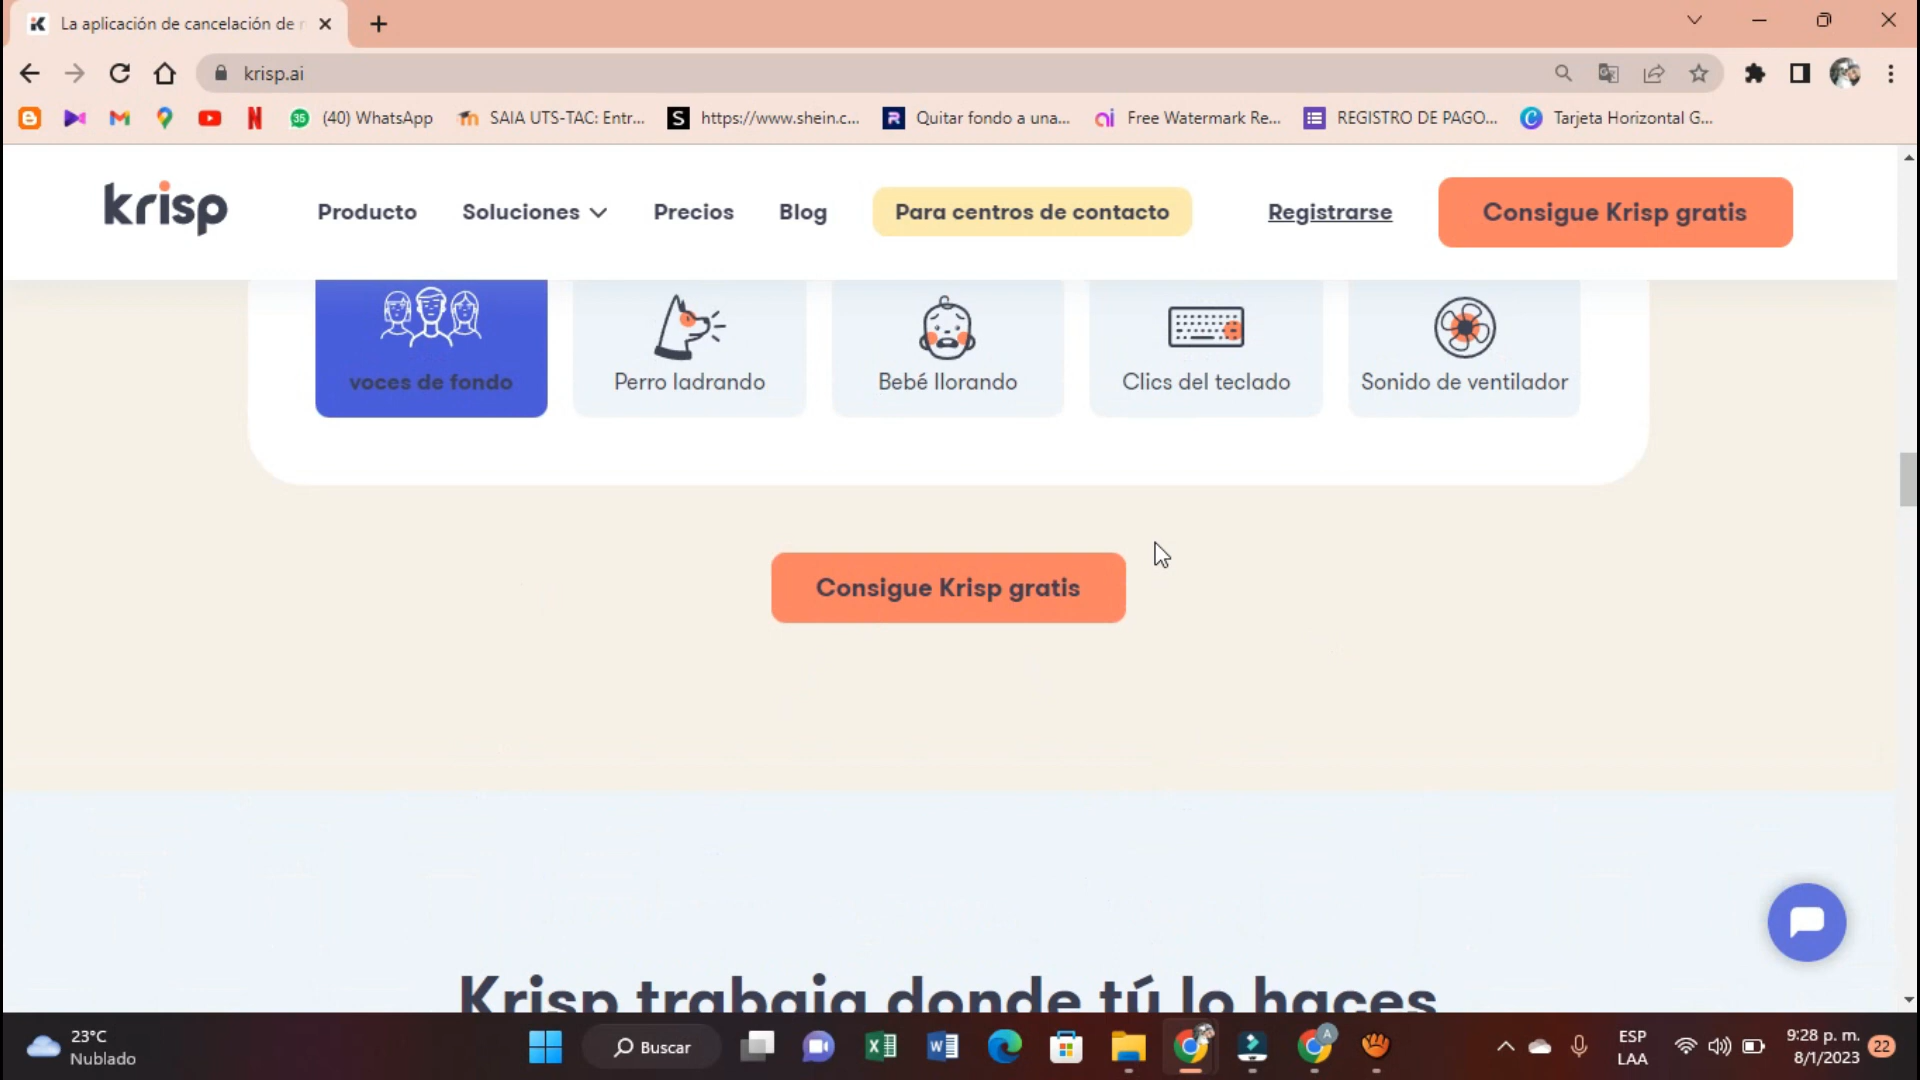 La aplicación de cancelación de r
krisp.ai
35 (40) WhatsApp
SAIA UTS-TAC: Entr...
S https://www.shein.c...
R Quitar fondo a una...
ai Free Watermark Re...
REGISTRO DE PAGO...
C Tarjeta Horizontal G...
krisp
Producto
Soluciones
Precios
Blog
Para centros de contacto
Registrarse
Consigue Krisp gratis
voces de fondo
Perro ladrando
Bebé llorando
Clics del teclado
Sonido de ventilador
Consigue Krisp gratis
Krisp trabaja donde tú lo haces
23°C
Nublado
Buscar
A
ESP
LAA
9:28 p. m.
8/1/2023
22